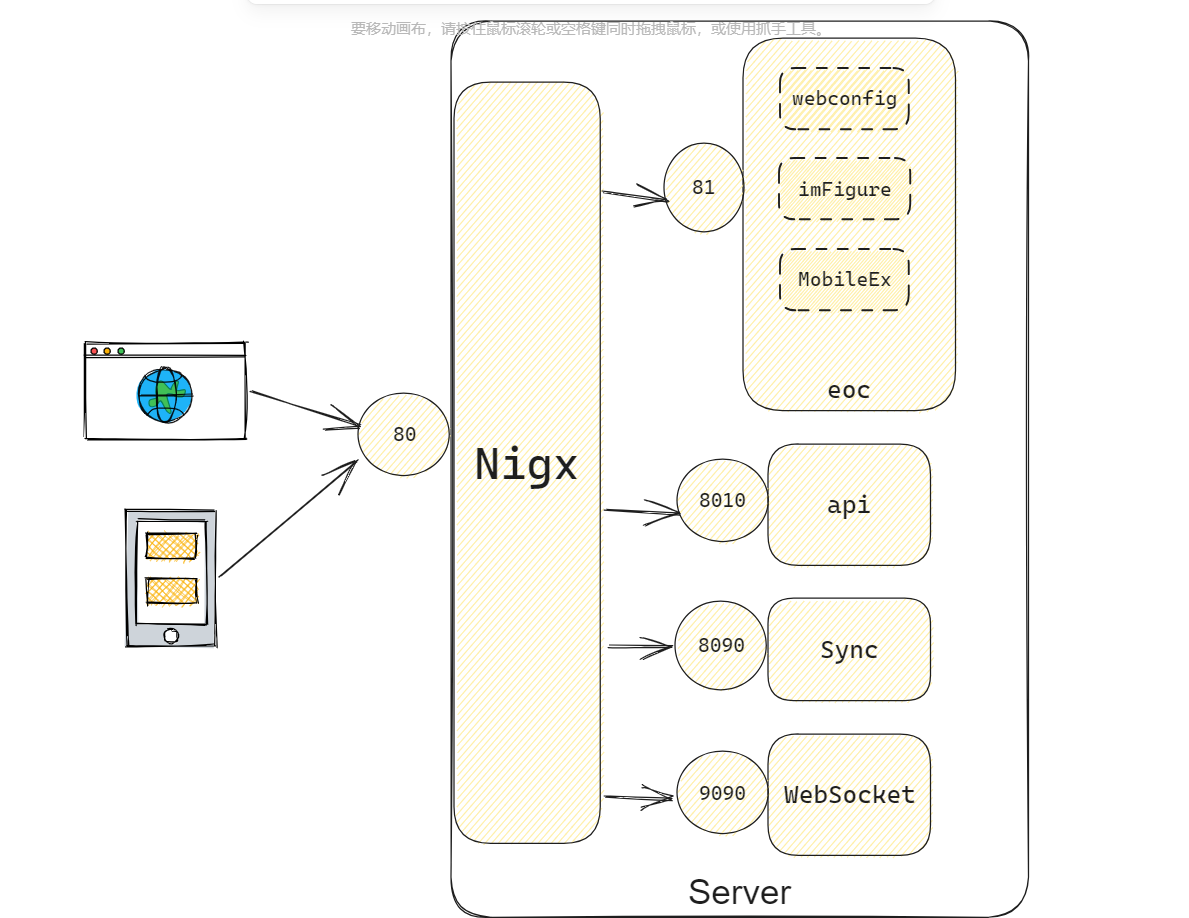 要移动画布，请按住鼠标滚轮或空格键同时拖拽鼠标，或使用抓手工具。
webconfig
81
imFigure
MobileEx
eoc
80
Nigx
8010
api
8090
Sync
9090
WebSocket
Server